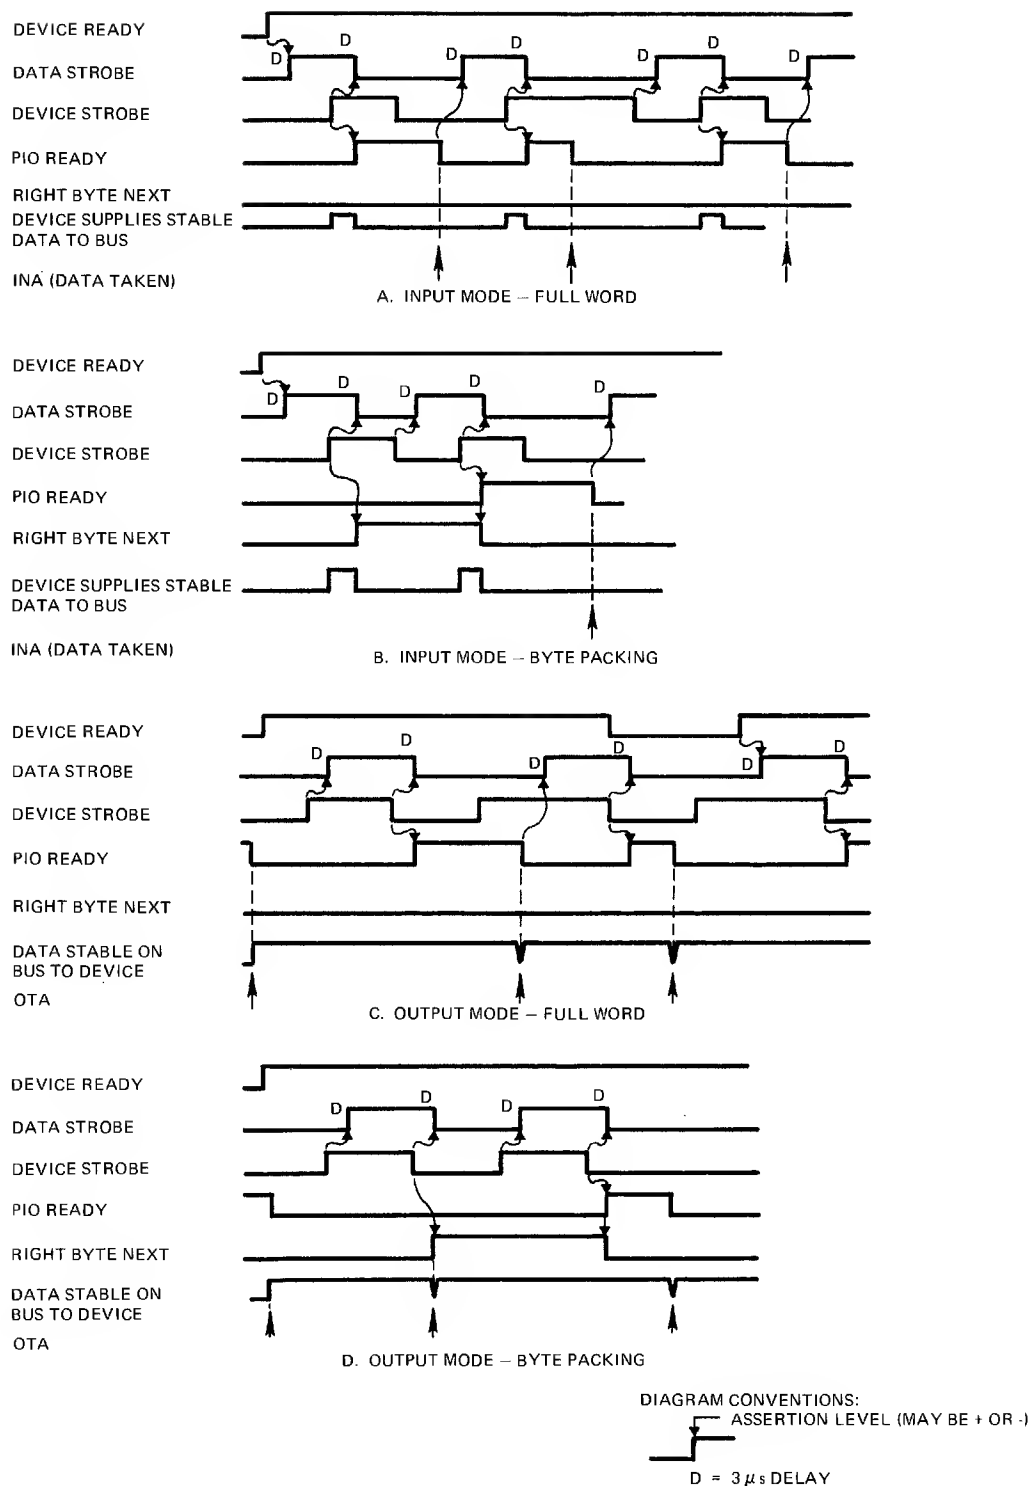 DEVICE READY
D D D D D
DATA STROBE D D
DEVICE STROBE
PIO READY
RIGHT BYTE NEXT
DEVICE SUPPLIES STABLE
DATA TO BUS
INA (DATA TAKEN)
A. INPUT MODE – FULL WORD
DEVICE READY
D D D D
D
DATA STROBE
DEVICE STROBE
PIO READY
RIGHT BYTE NEXT
DEVICE SUPPLIES STABLE
DATA TO BUS
INA (DATA TAKEN)
B. INPUT MODE – BYTE PACKING
DEVICE READY
D D D D
DATA STROBE D D
DEVICE STROBE
PIO READY
RIGHT BYTE NEXT
DATA STABLE ON
BUS TO DEVICE
OTA
C. OUTPUT MODE – FULL WORD
DEVICE READY
D D D D
DATA STROBE
DEVICE STROBE
PIO READY
RIGHT BYTE NEXT
DATA STABLE ON
BUS TO DEVICE
OTA
D. OUTPUT MODE – BYTE PACKING
DIAGRAM CONVENTIONS:
ASSERTION LEVEL (MAY BE + OR -)
D = 3 μs DELAY